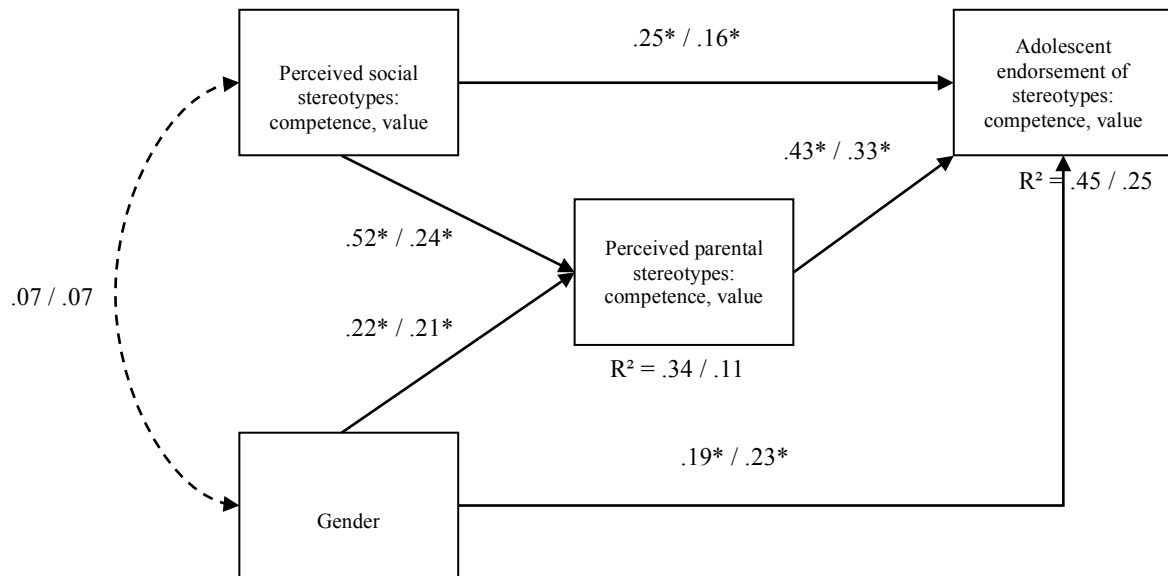 Perceived social
stereotypes:
competence, value
.25* / .16*
Adolescent
endorsement of
stereotypes:
competence, value
R² = .45 / .25
.43* / .33*
.52* / .24*
Perceived parental
stereotypes:
competence, value
R² = .34 / .11
.07 / .07
.22* / .21*
.19* / .23*
Gender